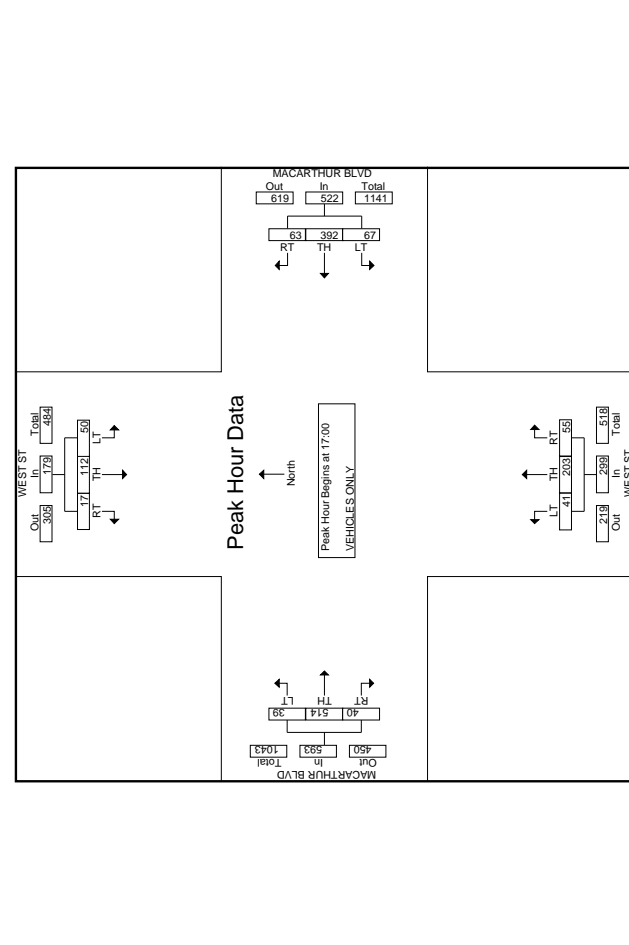 MACARTHUR BLVD
Out In Total
619 522 1141
63 392 67
RT TH LT
WEST ST
Out In Total
305 179 484
17 112 50
RT TH LT
Peak Hour Data
North
Peak Hour Begins at 17:00
VEHICLES ONLY
LT TH RT
41 203 55
219 299 518
Out In Total
WEST ST
LT TH RT
39 514 40
1043 593 450
Total In Out
MACARTHUR BLVD